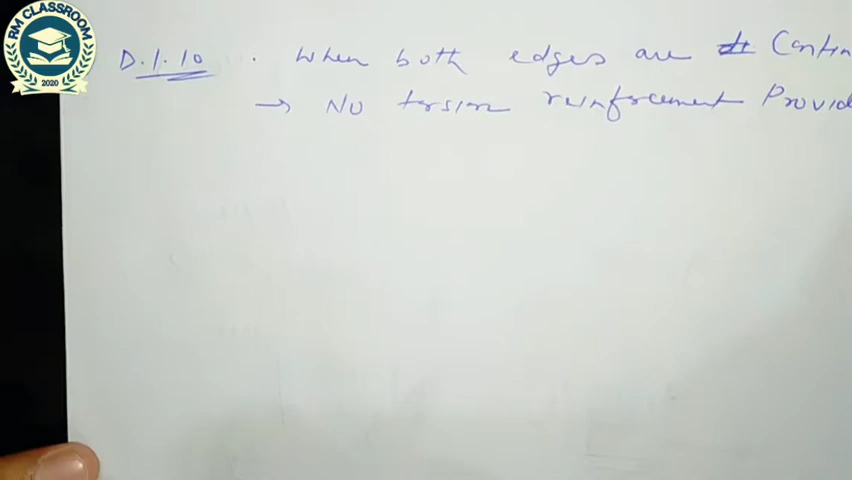 RM CLASSROOM
2020
D.1.10 . When both edges are Contin
→ No torsion reinforcement Provid